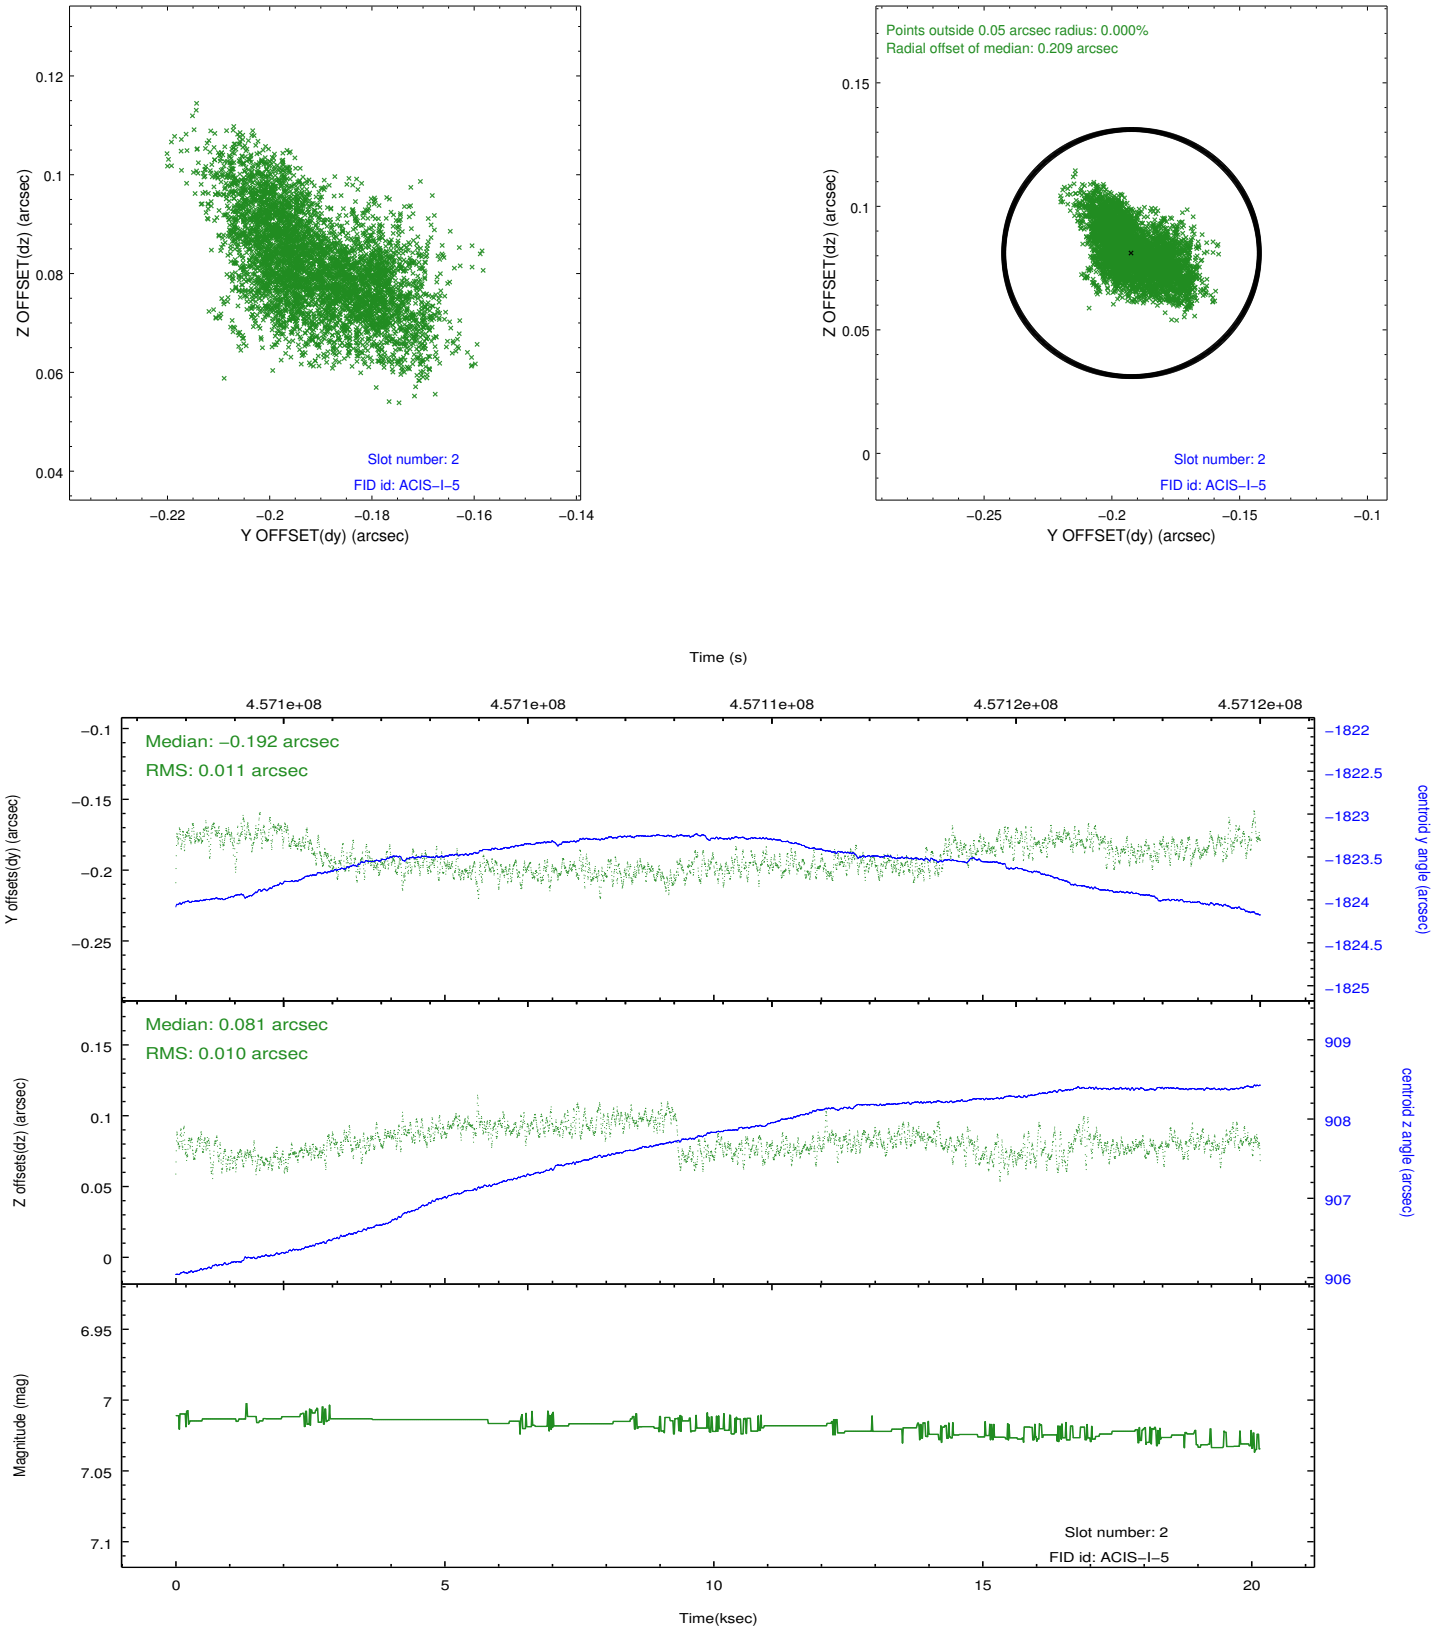 0.12
0.1
0.08
0.06
0.04
Z OFFSET(dz) (arcsec)
Slot number: 2
FID id: ACIS−I−5
−0.22
−0.2
−0.18
−0.16
−0.14
Y OFFSET(dy) (arcsec)
Points outside 0.05 arcsec radius: 0.000%
Radial offset of median: 0.209 arcsec
0.15
0.1
0.05
0
Z OFFSET(dz) (arcsec)
Slot number: 2
FID id: ACIS−I−5
−0.25
−0.2
−0.15
−0.1
Y OFFSET(dy) (arcsec)
Time (s)
4.571e+08
4.571e+08
4.5711e+08
4.5712e+08
4.5712e+08
Median: −0.192 arcsec
RMS: 0.011 arcsec
−0.1
−0.15
−0.2
−0.25
Y offsets(dy) (arcsec)
−1822
−1822.5
−1823
−1823.5
−1824
−1824.5
−1825
centroid y angle (arcsec)
Median: 0.081 arcsec
RMS: 0.010 arcsec
0.15
0.1
0.05
0
Z offsets(dz) (arcsec)
909
908
907
906
centroid z angle (arcsec)
6.95
7
7.05
7.1
Magnitude (mag)
Slot number: 2
FID id: ACIS−I−5
0
5
10
15
20
Time(ksec)